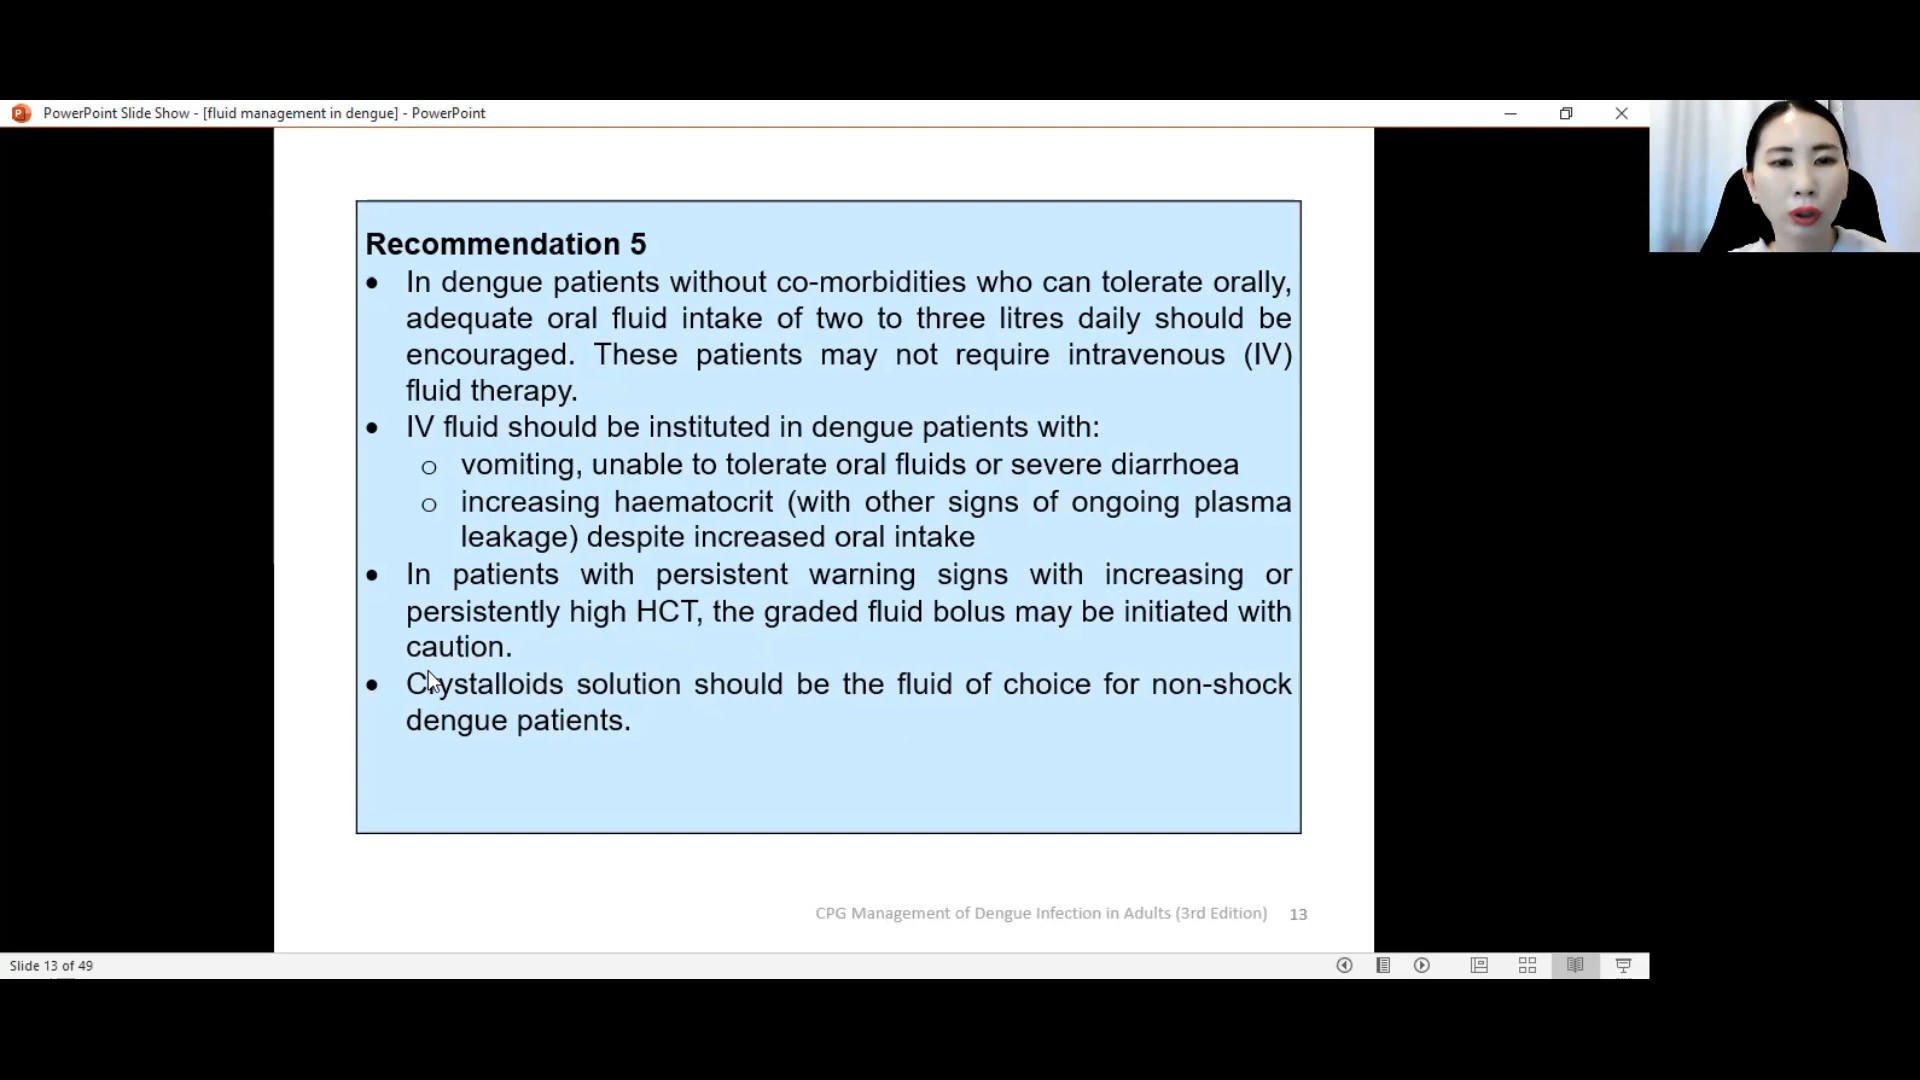 PowerPoint Slide Show - [fluid management in dengue] - PowerPoint
Recommendation 5
• In dengue patients without co-morbidities who can tolerate orally,
adequate oral fluid intake of two to three litres daily should be
encouraged. These patients may not require intravenous (IV)
fluid therapy.
• IV fluid should be instituted in dengue patients with:
o vomiting, unable to tolerate oral fluids or severe diarrhoea
o increasing haematocrit (with other signs of ongoing plasma
leakage) despite increased oral intake
• In patients with persistent warning signs with increasing or
persistently high HCT, the graded fluid bolus may be initiated with
caution.
• Crystalloids solution should be the fluid of choice for non-shock
dengue patients.
CPG Management of Dengue Infection in Adults (3rd Edition) 13
Slide 13 of 49